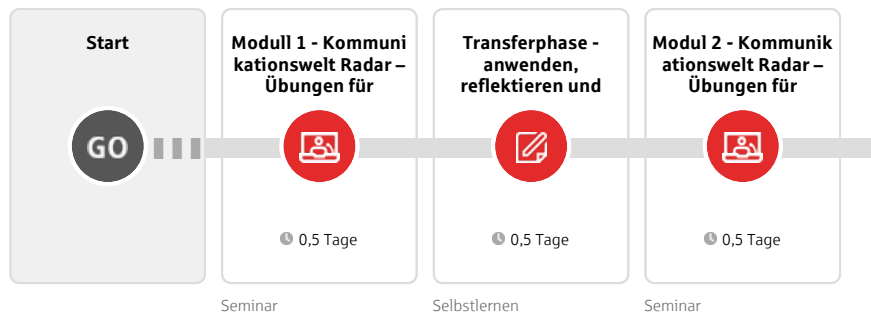 Start
GO
Modull 1 - Kommuni
kationswelt Radar –
Übungen für
0,5 Tage
Seminar
Transferphase -
anwenden,
reflektieren und
0,5 Tage
Selbstlernen
Modul 2 - Kommunik
ationswelt Radar –
Übungen für
0,5 Tage
Seminar